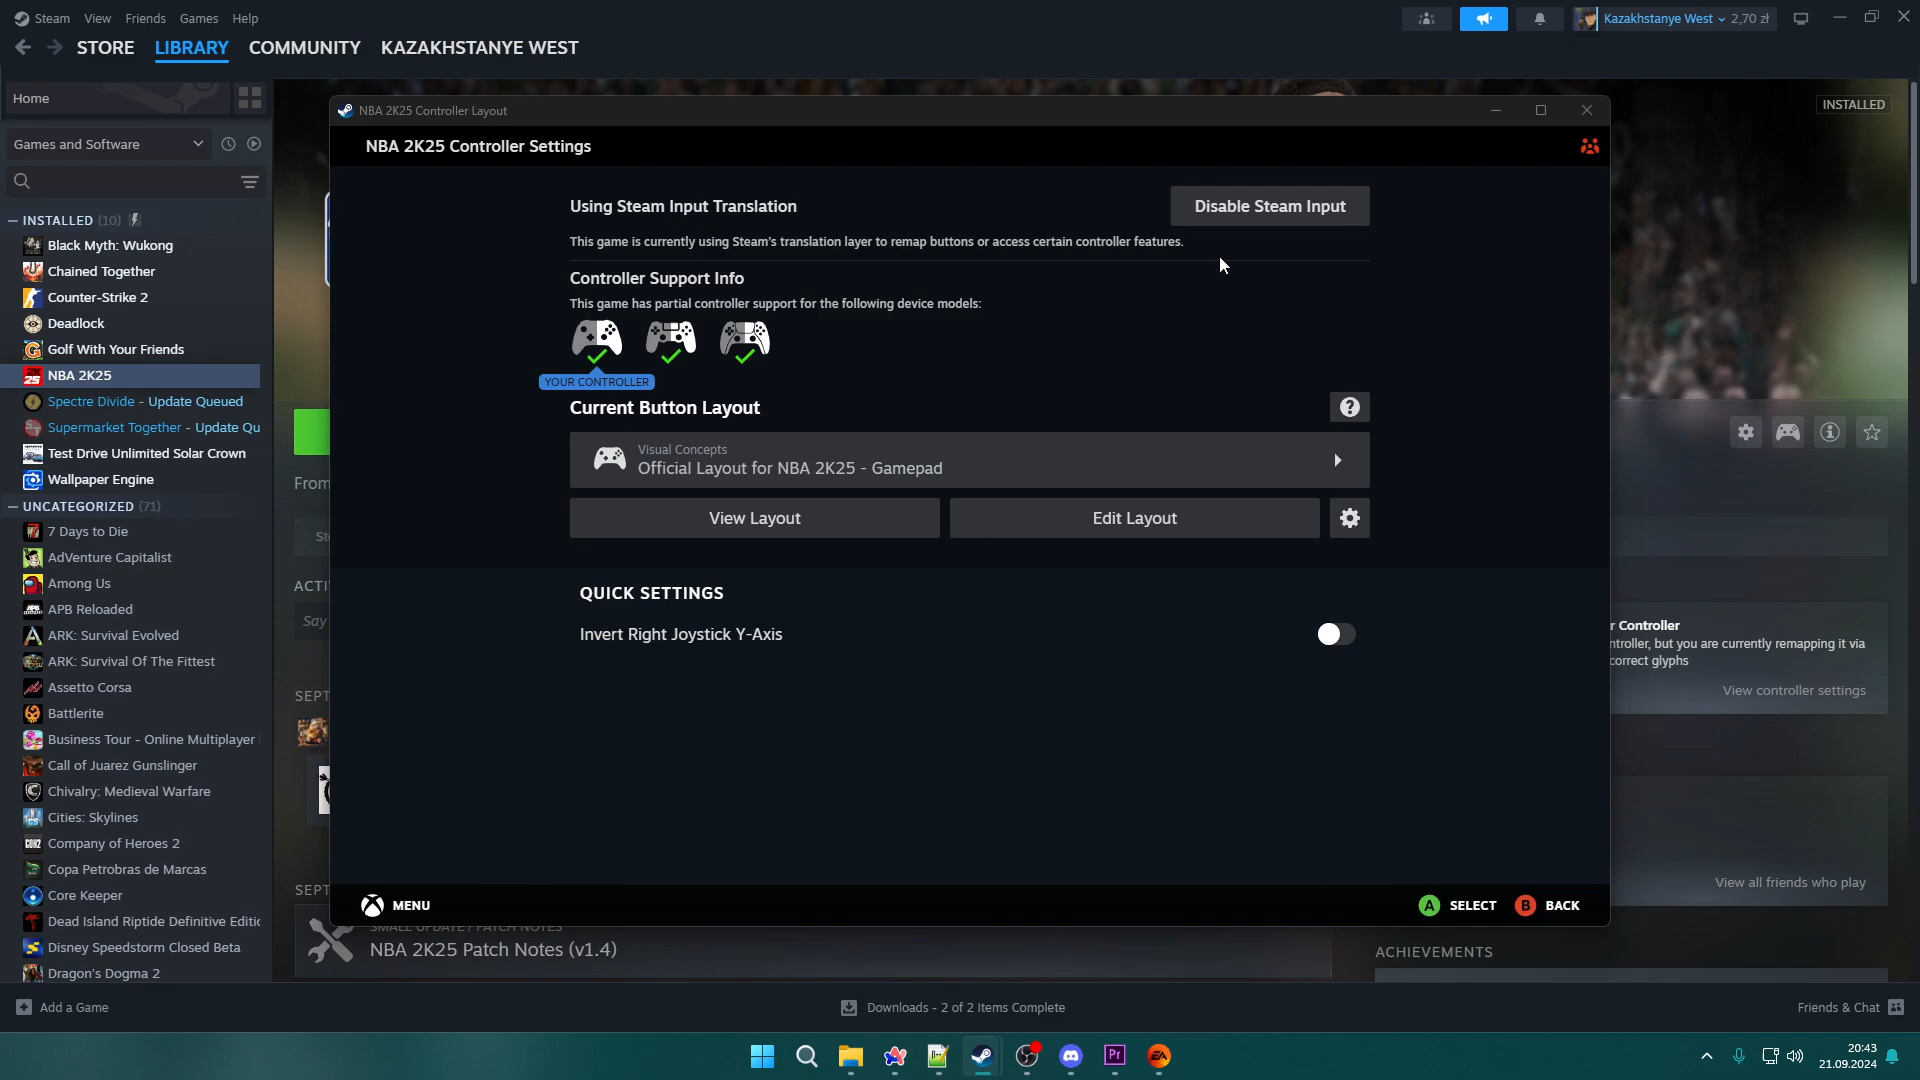 Steam View Friends Games Help
Kazakhstanye West 2,70 zł
STORE LIBRARY COMMUNITY KAZAKHSTANYE WEST
Home
INSTALLED
NBA 2K25 Controller Layout
NBA 2K25 Controller Settings
Games and Software
INSTALLED (10)
Black Myth: Wukong
Chained Together
Counter-Strike 2
Deadlock
Golf With Your Friends
NBA 2K25
Spectre Divide - Update Queued
Supermarket Together - Update Qu
Test Drive Unlimited Solar Crown
Wallpaper Engine
UNCATEGORIZED (71)
7 Days to Die
AdVenture Capitalist
Among Us
APB Reloaded
ARK: Survival Evolved
ARK: Survival Of The Fittest
Assetto Corsa
Battlerite
Business Tour - Online Multiplayer
Call of Juarez Gunslinger
Chivalry: Medieval Warfare
Cities: Skylines
Company of Heroes 2
Copa Petrobras de Marcas
Core Keeper
Dead Island Riptide Definitive Editic
Disney Speedstorm Closed Beta
Dragon's Dogma 2
Using Steam Input Translation
Disable Steam Input
This game is currently using Steam's translation layer to remap buttons or access certain controller features.
Controller Support Info
This game has partial controller support for the following device models:
YOUR CONTROLLER
Current Button Layout
Visual Concepts
Official Layout for NBA 2K25 - Gamepad
View Layout
Edit Layout
QUICK SETTINGS
Invert Right Joystick Y-Axis
MENU
A SELECT B BACK
From
St
ACTI
Say
SEPT
SEPT
r Controller
ntroller, but you are currently remapping it via
correct glyphs
View controller settings
View all friends who play
SMALL UPDATE / PATCH NOTES
NBA 2K25 Patch Notes (v1.4)
ACHIEVEMENTS
Add a Game
Downloads - 2 of 2 Items Complete
Friends & Chat
20:43
21.09.2024